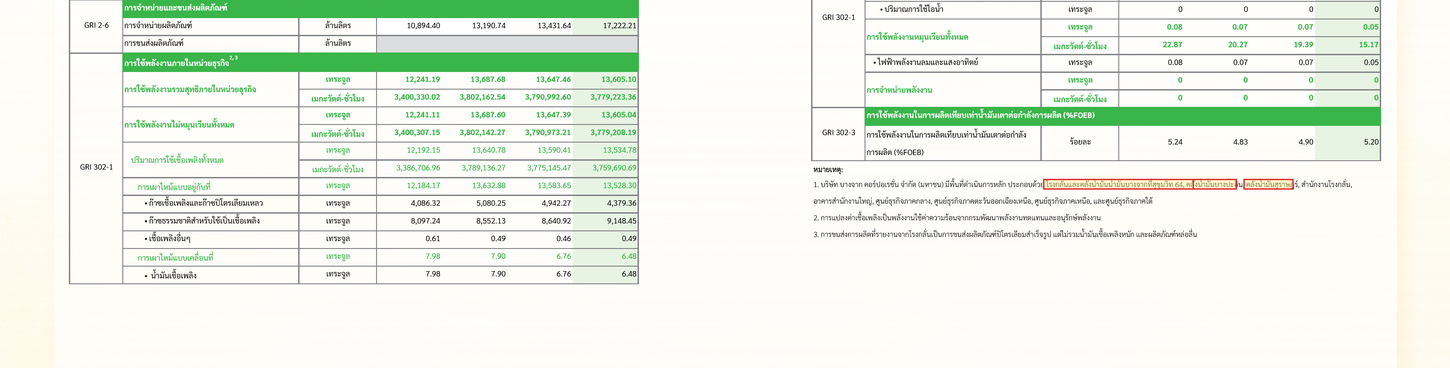 การจำหน่ายและขนส่งผลิตภัณฑ์
GRI 2-6
การจำหน่ายผลิตภัณฑ์ ล้านลิตร 10,894.40 13,190.74 13,431.64 17,222.21
การขนส่งผลิตภัณฑ์ ล้านลิตร
การใช้พลังงานภายในหน่วยธุรกิจ2, 3
GRI 302-1
การใช้พลังงานรวมสุทธิภายในหน่วยธุรกิจ
เทระจูล 12,241.19 13,687.68 13,647.46 13,605.10
เมกะวัตต์-ชั่วโมง 3,400,330.02 3,802,162.54 3,790,992.60 3,779,223.36
การใช้พลังงานไม่หมุนเวียนทั้งหมด
เทระจูล 12,241.11 13,687.60 13,647.39 13,605.04
เมกะวัตต์-ชั่วโมง 3,400,307.15 3,802,142.27 3,790,973.21 3,779,208.19
ปริมาณการใช้เชื้อเพลิงทั้งหมด
เทระจูล 12,192.15 13,640.78 13,590.41 13,534.78
เมกะวัตต์-ชั่วโมง 3,386,706.96 3,789,136.27 3,775,145.47 3,759,690.69
การเผาไหม้แบบอยู่กับที่ เทระจูล 12,184.17 13,632.88 13,583.65 13,528.30
• ก๊าซเชื้อเพลิงและก๊าซปิโตรเลียมเหลว เทระจูล 4,086.32 5,080.25 4,942.27 4,379.36
• ก๊าซธรรมชาติสำหรับใช้เป็นเชื้อเพลิง เทระจูล 8,097.24 8,552.13 8,640.92 9,148.45
• เชื้อเพลิงอื่นๆ เทระจูล 0.61 0.49 0.46 0.49
การเผาไหม้แบบเคลื่อนที่ เทระจูล 7.98 7.90 6.76 6.48
• น้ำมันเชื้อเพลิง เทระจูล 7.98 7.90 6.76 6.48
GRI 302-1
• ปริมาณการใช้ไอน้ำ เทระจูล 0 0 0 0
การใช้พลังงานหมุนเวียนทั้งหมด
เทระจูล 0.08 0.07 0.07 0.05
เมกะวัตต์-ชั่วโมง 22.87 20.27 19.39 15.17
• ไฟฟ้าพลังงานลมและแสงอาทิตย์ เทระจูล 0.08 0.07 0.07 0.05
การจำหน่ายพลังงาน
เทระจูล 0 0 0 0
เมกะวัตต์-ชั่วโมง 0 0 0 0
การใช้พลังงานในการผลิตเทียบเท่าน้ำมันเตาต่อกำลังการผลิต (%FOEB)
GRI 302-3
การใช้พลังงานในการผลิตเทียบเท่าน้ำมันเตาต่อกำลัง
การผลิต (%FOEB) ร้อยละ 5.24 4.83 4.90 5.20
หมายเหตุ:
1. บริษัท บางจาก คอร์ปอเรชั่น จำกัด (มหาชน) มีพื้นที่ดำเนินการหลัก ประกอบด้วย โรงกลั่นและคลังน้ำมันน้ำมันบางจากที่สุขุมวิท 64, คลังน้ำมันบางปะอิน คลังน้ำมันสุราษฎร์, สำนักงานโรงกลั่น,
อาคารสำนักงานใหญ่, ศูนย์ธุรกิจภาคกลาง, ศูนย์ธุรกิจภาคตะวันออกเฉียงเหนือ, ศูนย์ธุรกิจภาคเหนือ, และศูนย์ธุรกิจภาคใต้
2. การแปลงค่าเชื้อเพลิงเป็นพลังงานใช้ค่าความร้อนจากกรมพัฒนาพลังงานทดแทนและอนุรักษ์พลังงาน
3. การขนส่งการผลิตที่รายงานจากโรงกลั่นเป็นการขนส่งผลิตภัณฑ์ปิโตรเลียมสำเร็จรูป แต่ไม่รวมน้ำมันเชื้อเพลิงหนัก และผลิตภัณฑ์หล่อลื่น